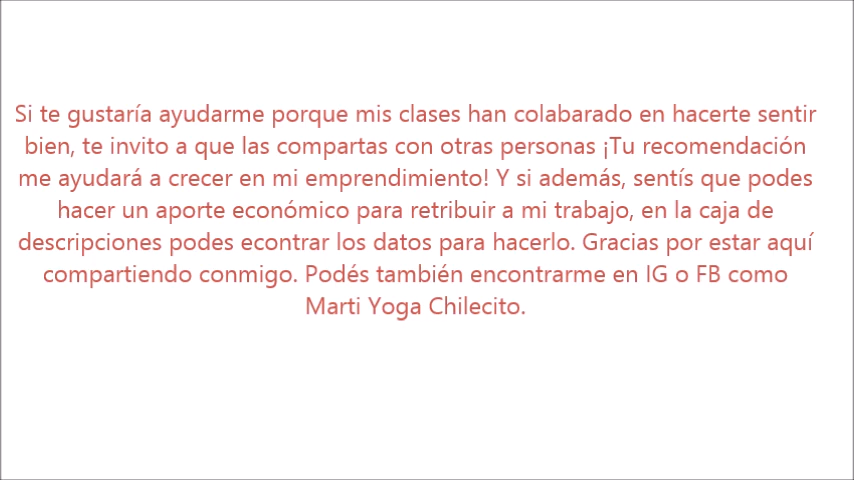 Si te gustaría ayudarme porque mis clases han colabarado en hacerte sentir
bien, te invito a que las compartas con otras personas ¡Tu recomendación
me ayudará a crecer en mi emprendimiento! Y si además, sentís que podes
hacer un aporte económico para retribuir a mi trabajo, en la caja de
descripciones podes econtrar los datos para hacerlo. Gracias por estar aquí
compartiendo conmigo. Podés también encontrarme en IG o FB como
Marti Yoga Chilecito.